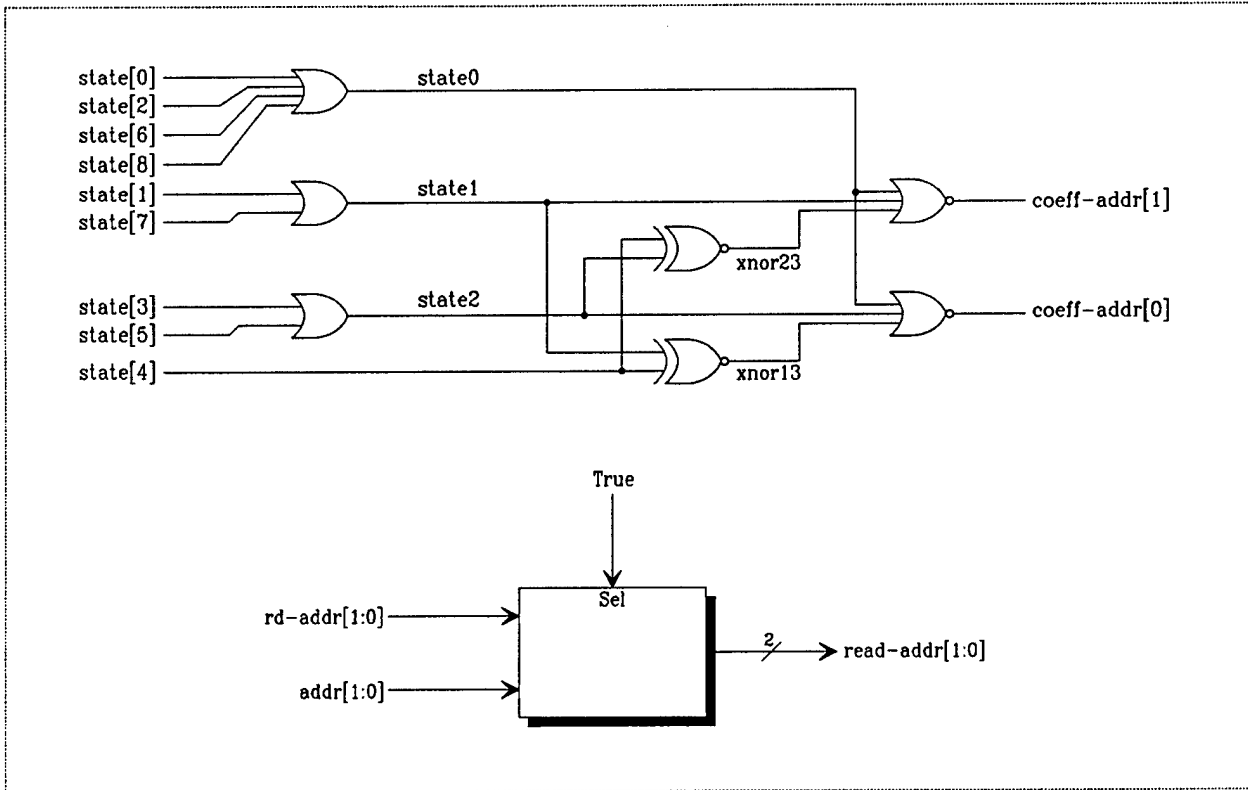 state[0]
state0
state[2]
state[6]
state[8]
state[1]
state1
state[7]
coeff-addr[1]
xnor23
state[3]
state2
state[5]
coeff-addr[0]
state[4]
xnor13
True
Sel
rd-addr[1:0]
2
read-addr[1:0]
addr[1:0]